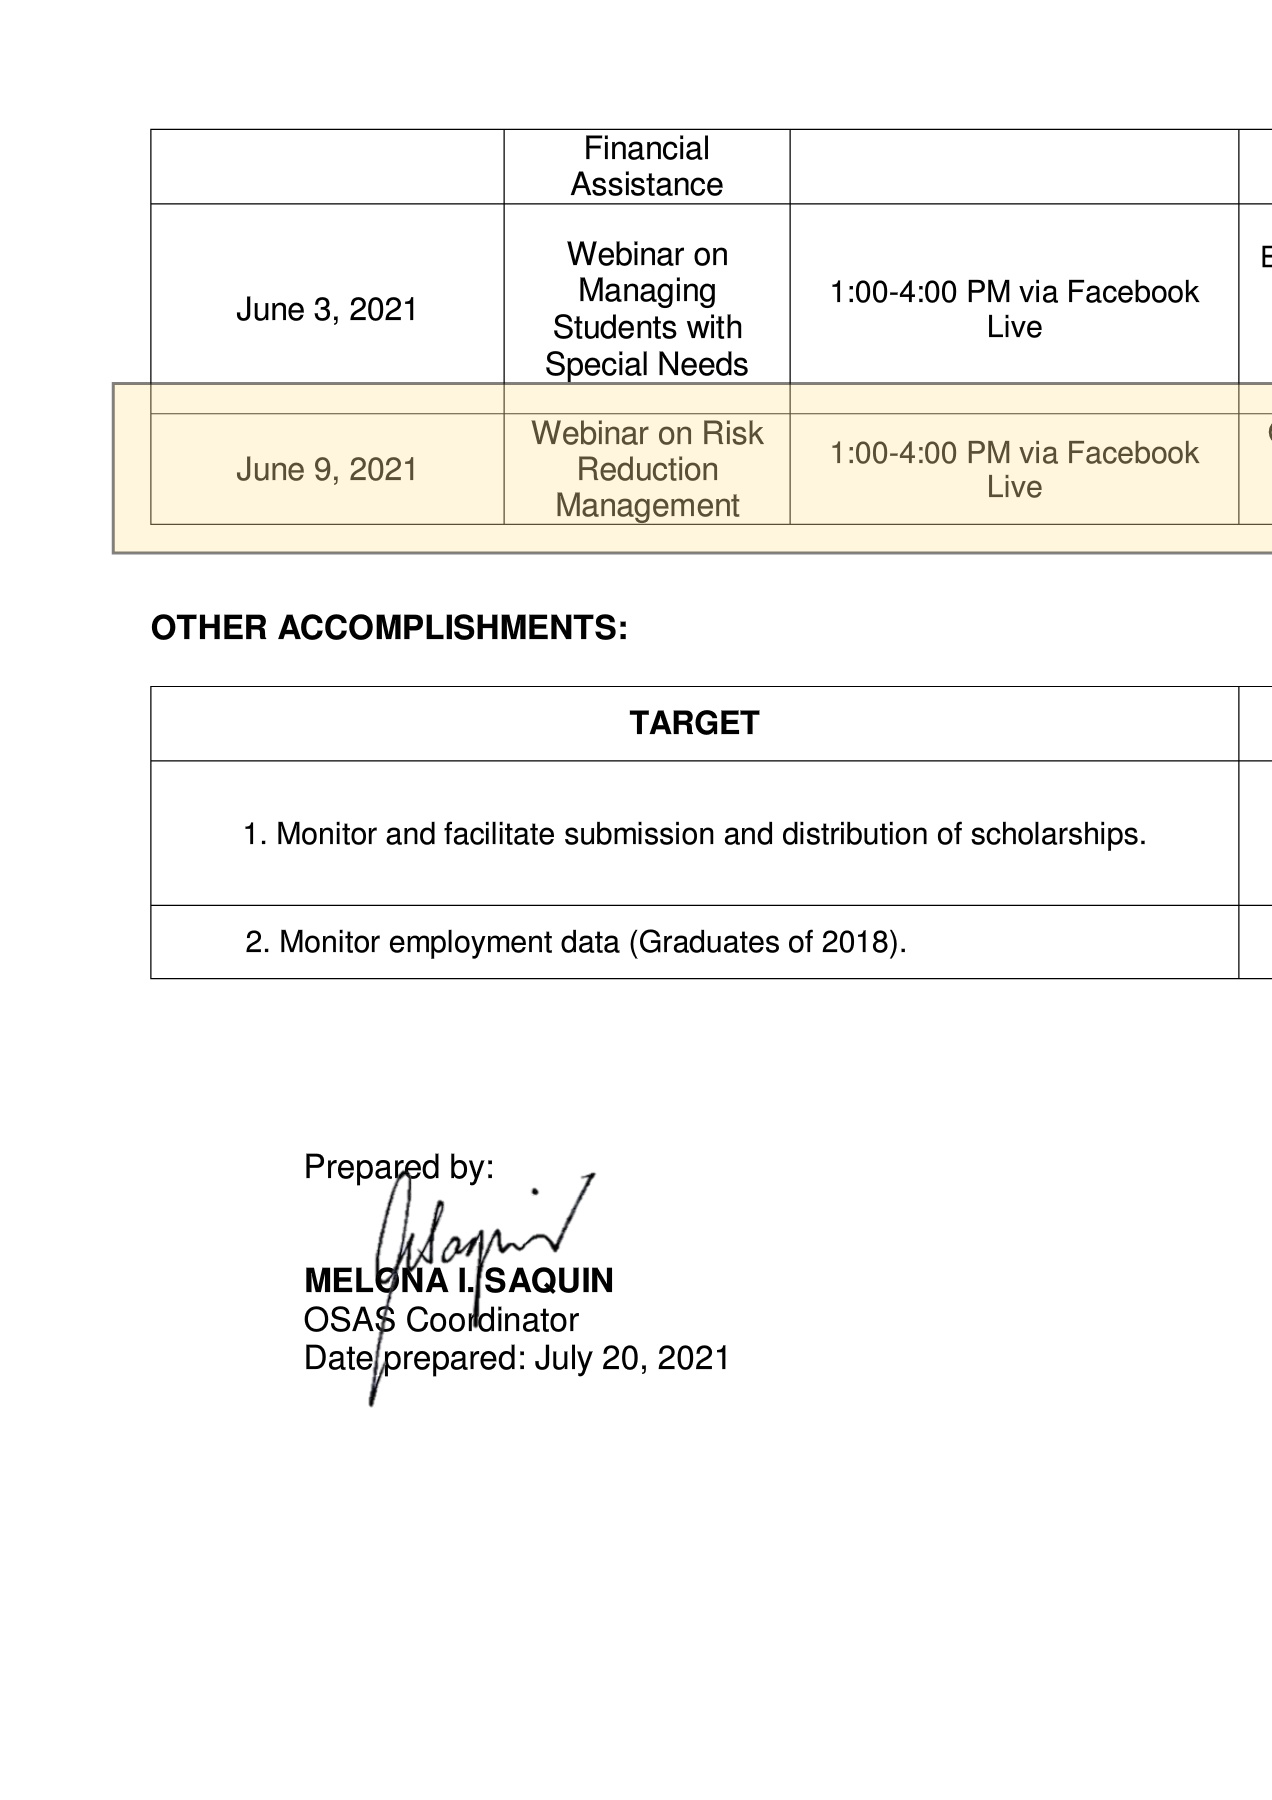 Financial
Assistance
June 3, 2021
Webinar on
Managing
Students with
Special Needs
1:00-4:00 PM via Facebook
Live
June 9, 2021
Webinar on Risk
Reduction
Management
1:00-4:00 PM via Facebook
Live
OTHER ACCOMPLISHMENTS:
TARGET
1. Monitor and facilitate submission and distribution of scholarships.
2. Monitor employment data (Graduates of 2018).
Prepared by:
MELONA I. SAQUIN
OSAS Coordinator
Date prepared: July 20, 2021